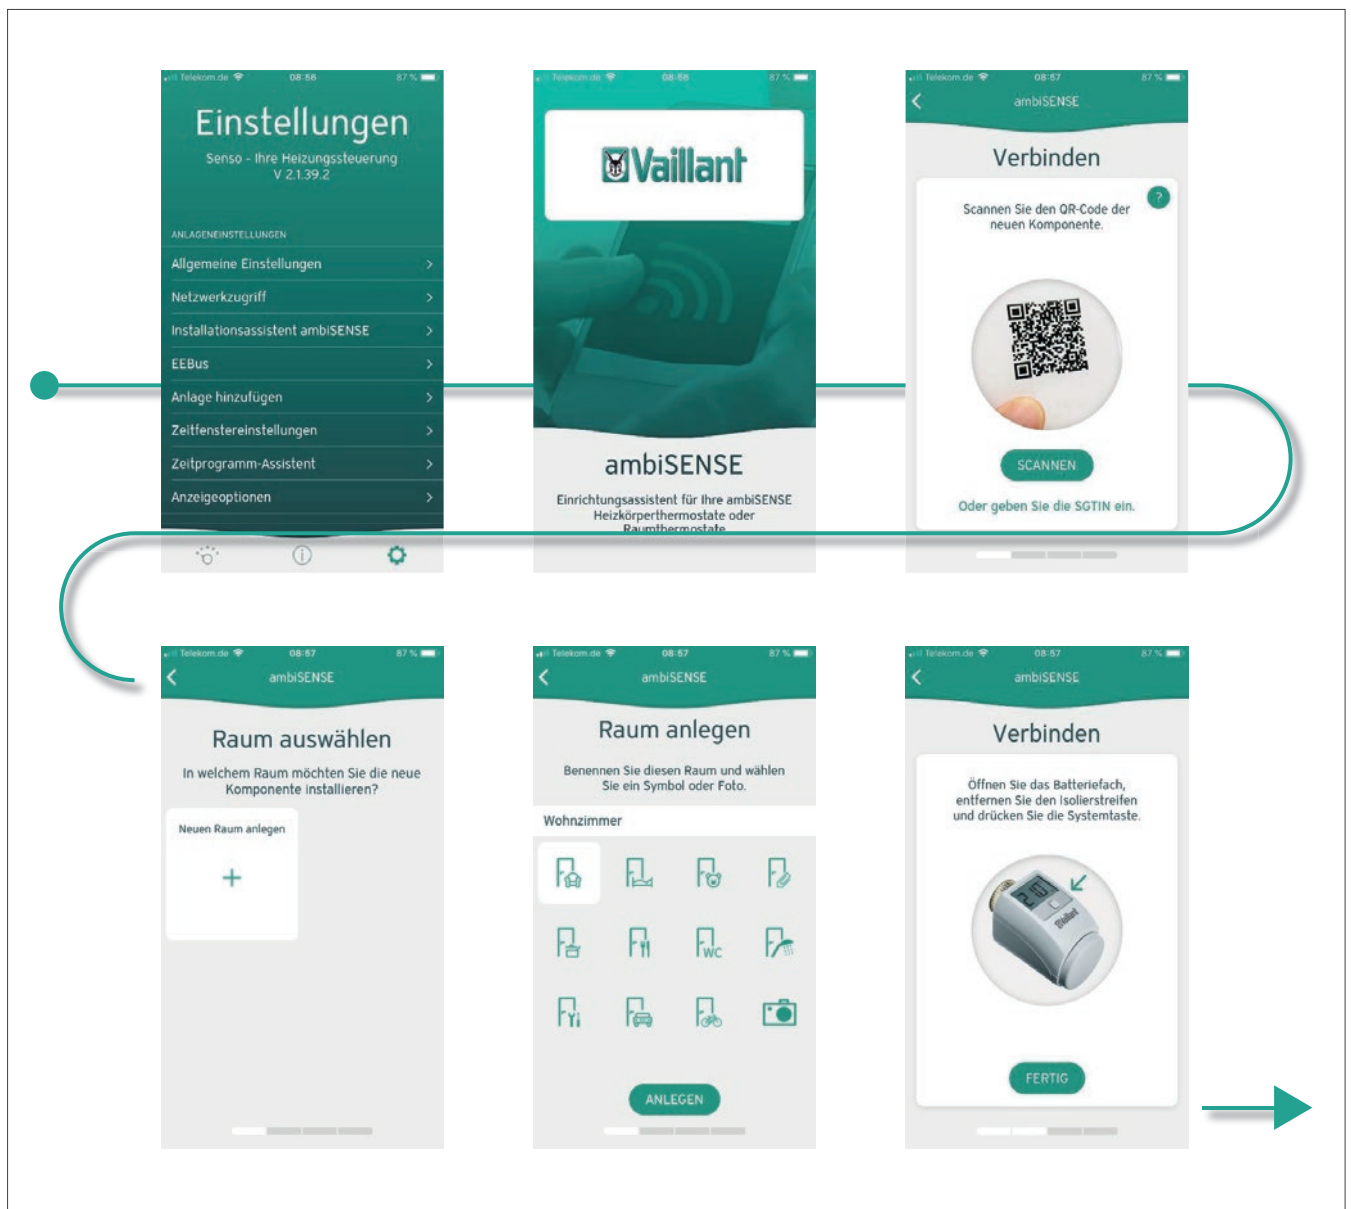 Telekom.de 08:56 87 %
Einstellungen
Senso - Ihre Heizungssteuerung
V 2.1.39.2
ANLAGENEINSTELLUNGEN
Allgemeine Einstellungen
Netzwerkzugriff
Installationsassistent ambiSENSE
EEBus
Anlage hinzufügen
Zeitfenstereinstellungen
Zeitprogramm-Assistent
Anzeigeoptionen
Telekom.de 08:56 87 %
Vaillant
ambiSENSE
Einrichtungsassistent für Ihre ambiSENSE
Heizkörperthermostate oder
Raumthermostate
Telekom.de 08:57 87 %
ambiSENSE
Verbinden
?
Scannen Sie den QR-Code der
neuen Komponente.
SCANNEN
Oder geben Sie die SGTIN ein.
Telekom.de 08:57 87 %
ambiSENSE
Raum auswählen
In welchem Raum möchten Sie die neue
Komponente installieren?
Neuen Raum anlegen
+
Telekom.de 08:57 87 %
ambiSENSE
Raum anlegen
Benennen Sie diesen Raum und wählen
Sie ein Symbol oder Foto.
Wohnzimmer
WC
ANLEGEN
Telekom.de 08:57 87 %
ambiSENSE
Verbinden
Öffnen Sie das Batteriefach,
entfernen Sie den Isolierstreifen
und drücken Sie die Systemtaste.
21.0
Vaillant
FERTIG